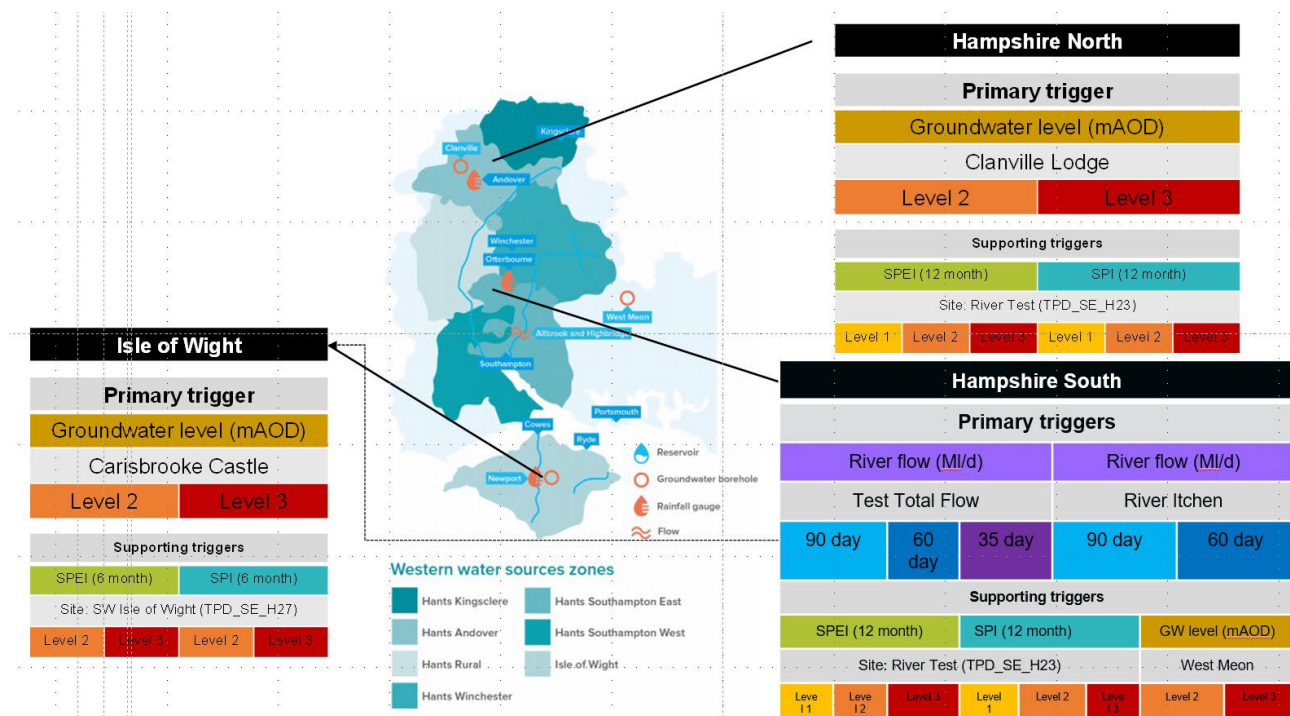 Hampshire North
Primary trigger
Groundwater level (mAOD)
Clanville Lodge
Level 2 Level 3
Supporting triggers
SPEI (12 month) SPI (12 month)
Site: River Test (TPD_SE_H23)
Level 1 Level 2 Level 3 Level 1 Level 2 Level 3
Kingsclere
Clanville
Andover
Winchester
Otterbourne
West Meon
Allbrook and Highbridge
Southampton
Portsmouth
Cowes
Ryde
Newport
Reservoir
Groundwater borehole
Rainfall gauge
Flow
Isle of Wight
Primary trigger
Groundwater level (mAOD)
Carisbrooke Castle
Level 2 Level 3
Supporting triggers
SPEI (6 month) SPI (6 month)
Site: SW Isle of Wight (TPD_SE_H27)
Level 2 Level 3 Level 2 Level 3
Western water sources zones
Hants Kingsclere
Hants Andover
Hants Rural
Hants Winchester
Hants Southampton East
Hants Southampton West
Isle of Wight
Hampshire South
Primary triggers
River flow (Ml/d) River flow (Ml/d)
Test Total Flow River Itchen
90 day 60 35 day 90 day 60 day
day
Supporting triggers
SPEI (12 month) SPI (12 month) GW level (mAOD)
Site: River Test (TPD_SE_H23) West Meon
Leve Leve Level 3 Level Level 2 Leve Level 2 Level 3
l 1 l 2 1 l 3